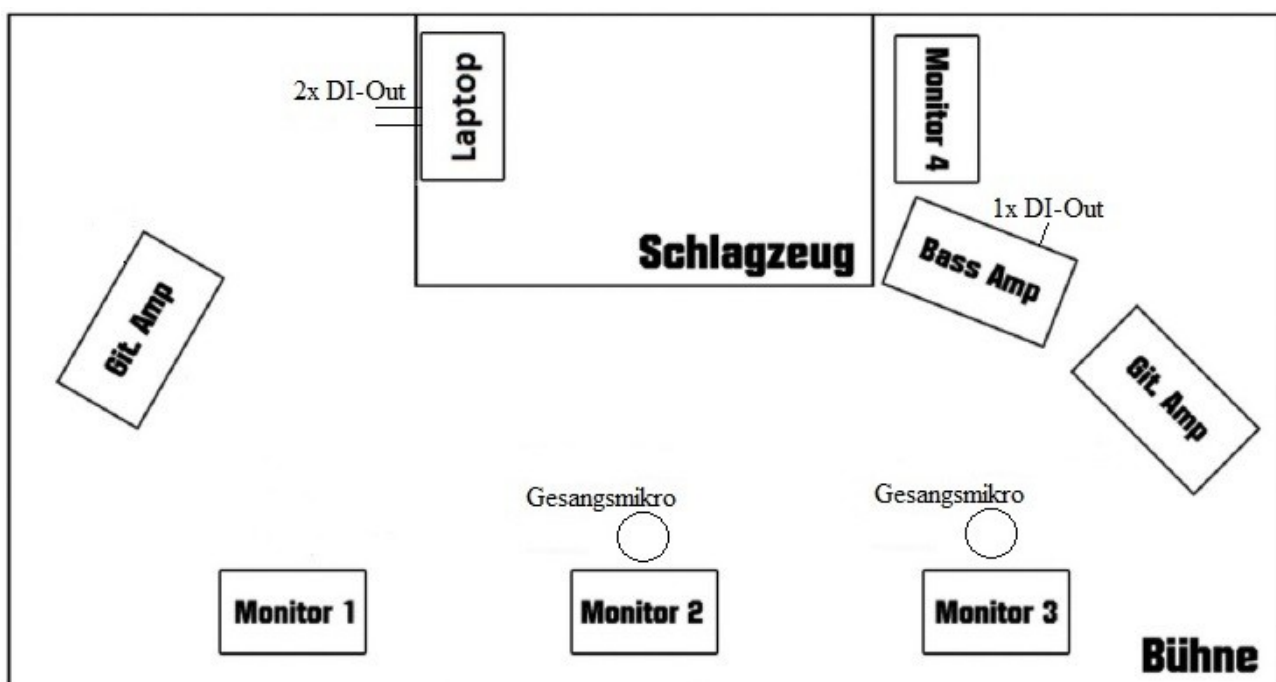 2x DI-Out
Laptop
Monitor 4
1x DI-Out
Schlagzeug
Bass Amp
Git. Amp
Git. Amp
Gesangsmikro
Gesangsmikro
Monitor 1
Monitor 2
Monitor 3
Bühne